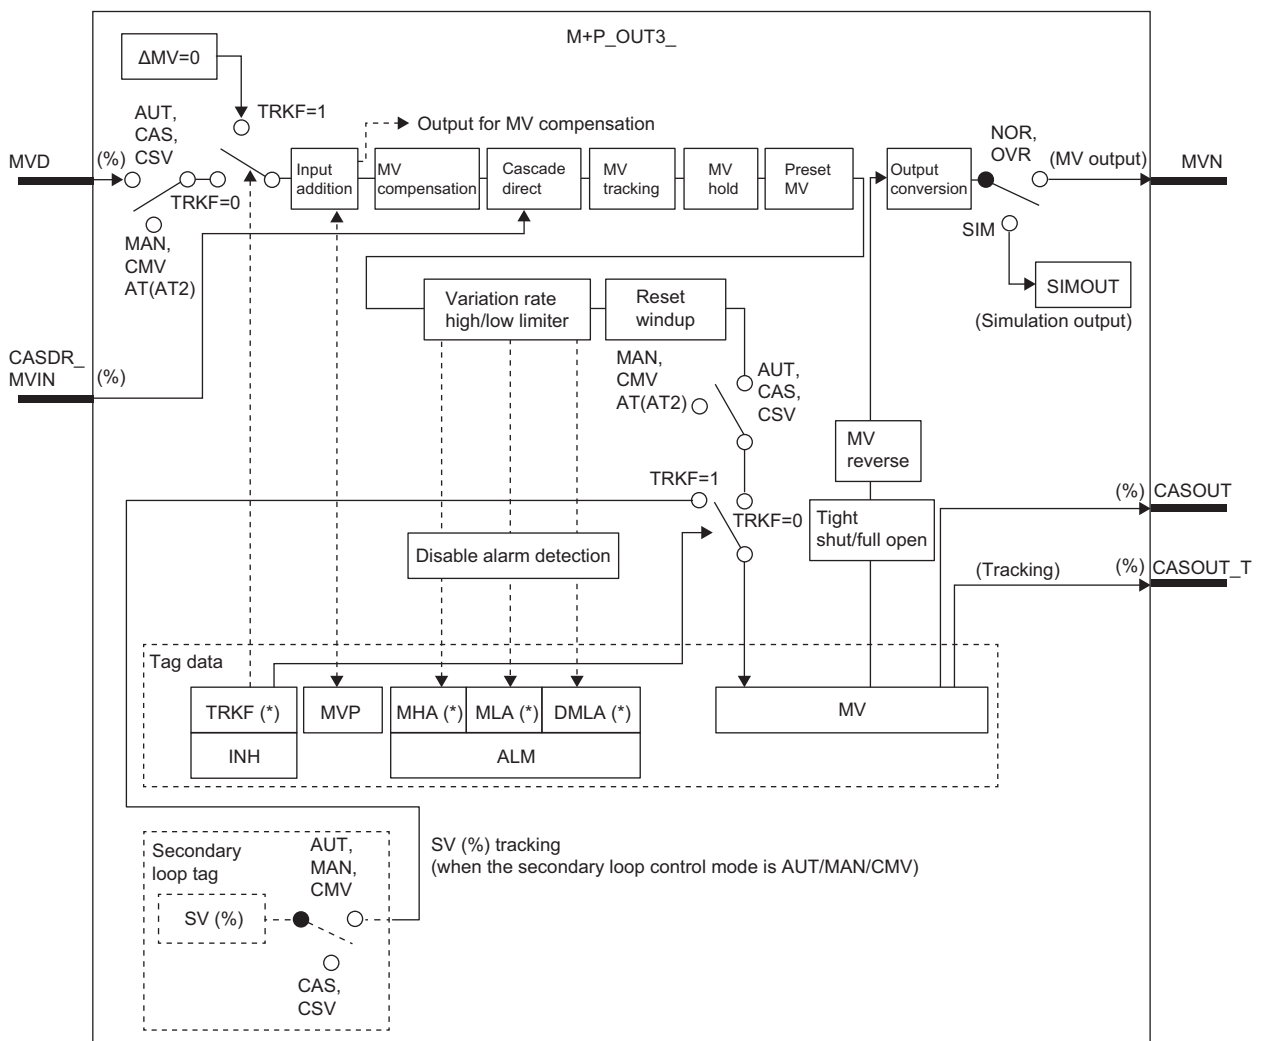 M+P_OUT3_
ΔMV=0
TRKF=1
AUT,
CAS,
CSV
Output for MV compensation
NOR,
OVR
MVD
(%)
(MV output)
MVN
Input
addition
MV
compensation
Cascade
direct
MV
tracking
MV
hold
Preset
MV
Output
conversion
TRKF=0
MAN,
CMV
AT(AT2)
SIM
SIMOUT
(Simulation output)
Variation rate
high/low limiter
Reset
windup
CASDR_
MVIN
(%)
MAN,
CMV
AT(AT2)
AUT,
CAS,
CSV
MV
reverse
TRKF=1
TRKF=0
Tight
shut/full open
(%)
CASOUT
Disable alarm detection
(Tracking)
(%)
CASOUT_T
Tag data
TRKF (*)
MVP
MHA (*)
MLA (*)
DMLA (*)
MV
INH
ALM
Secondary
loop tag
AUT,
MAN,
CMV
SV (%) tracking
(when the secondary loop control mode is AUT/MAN/CMV)
SV (%)
CAS,
CSV